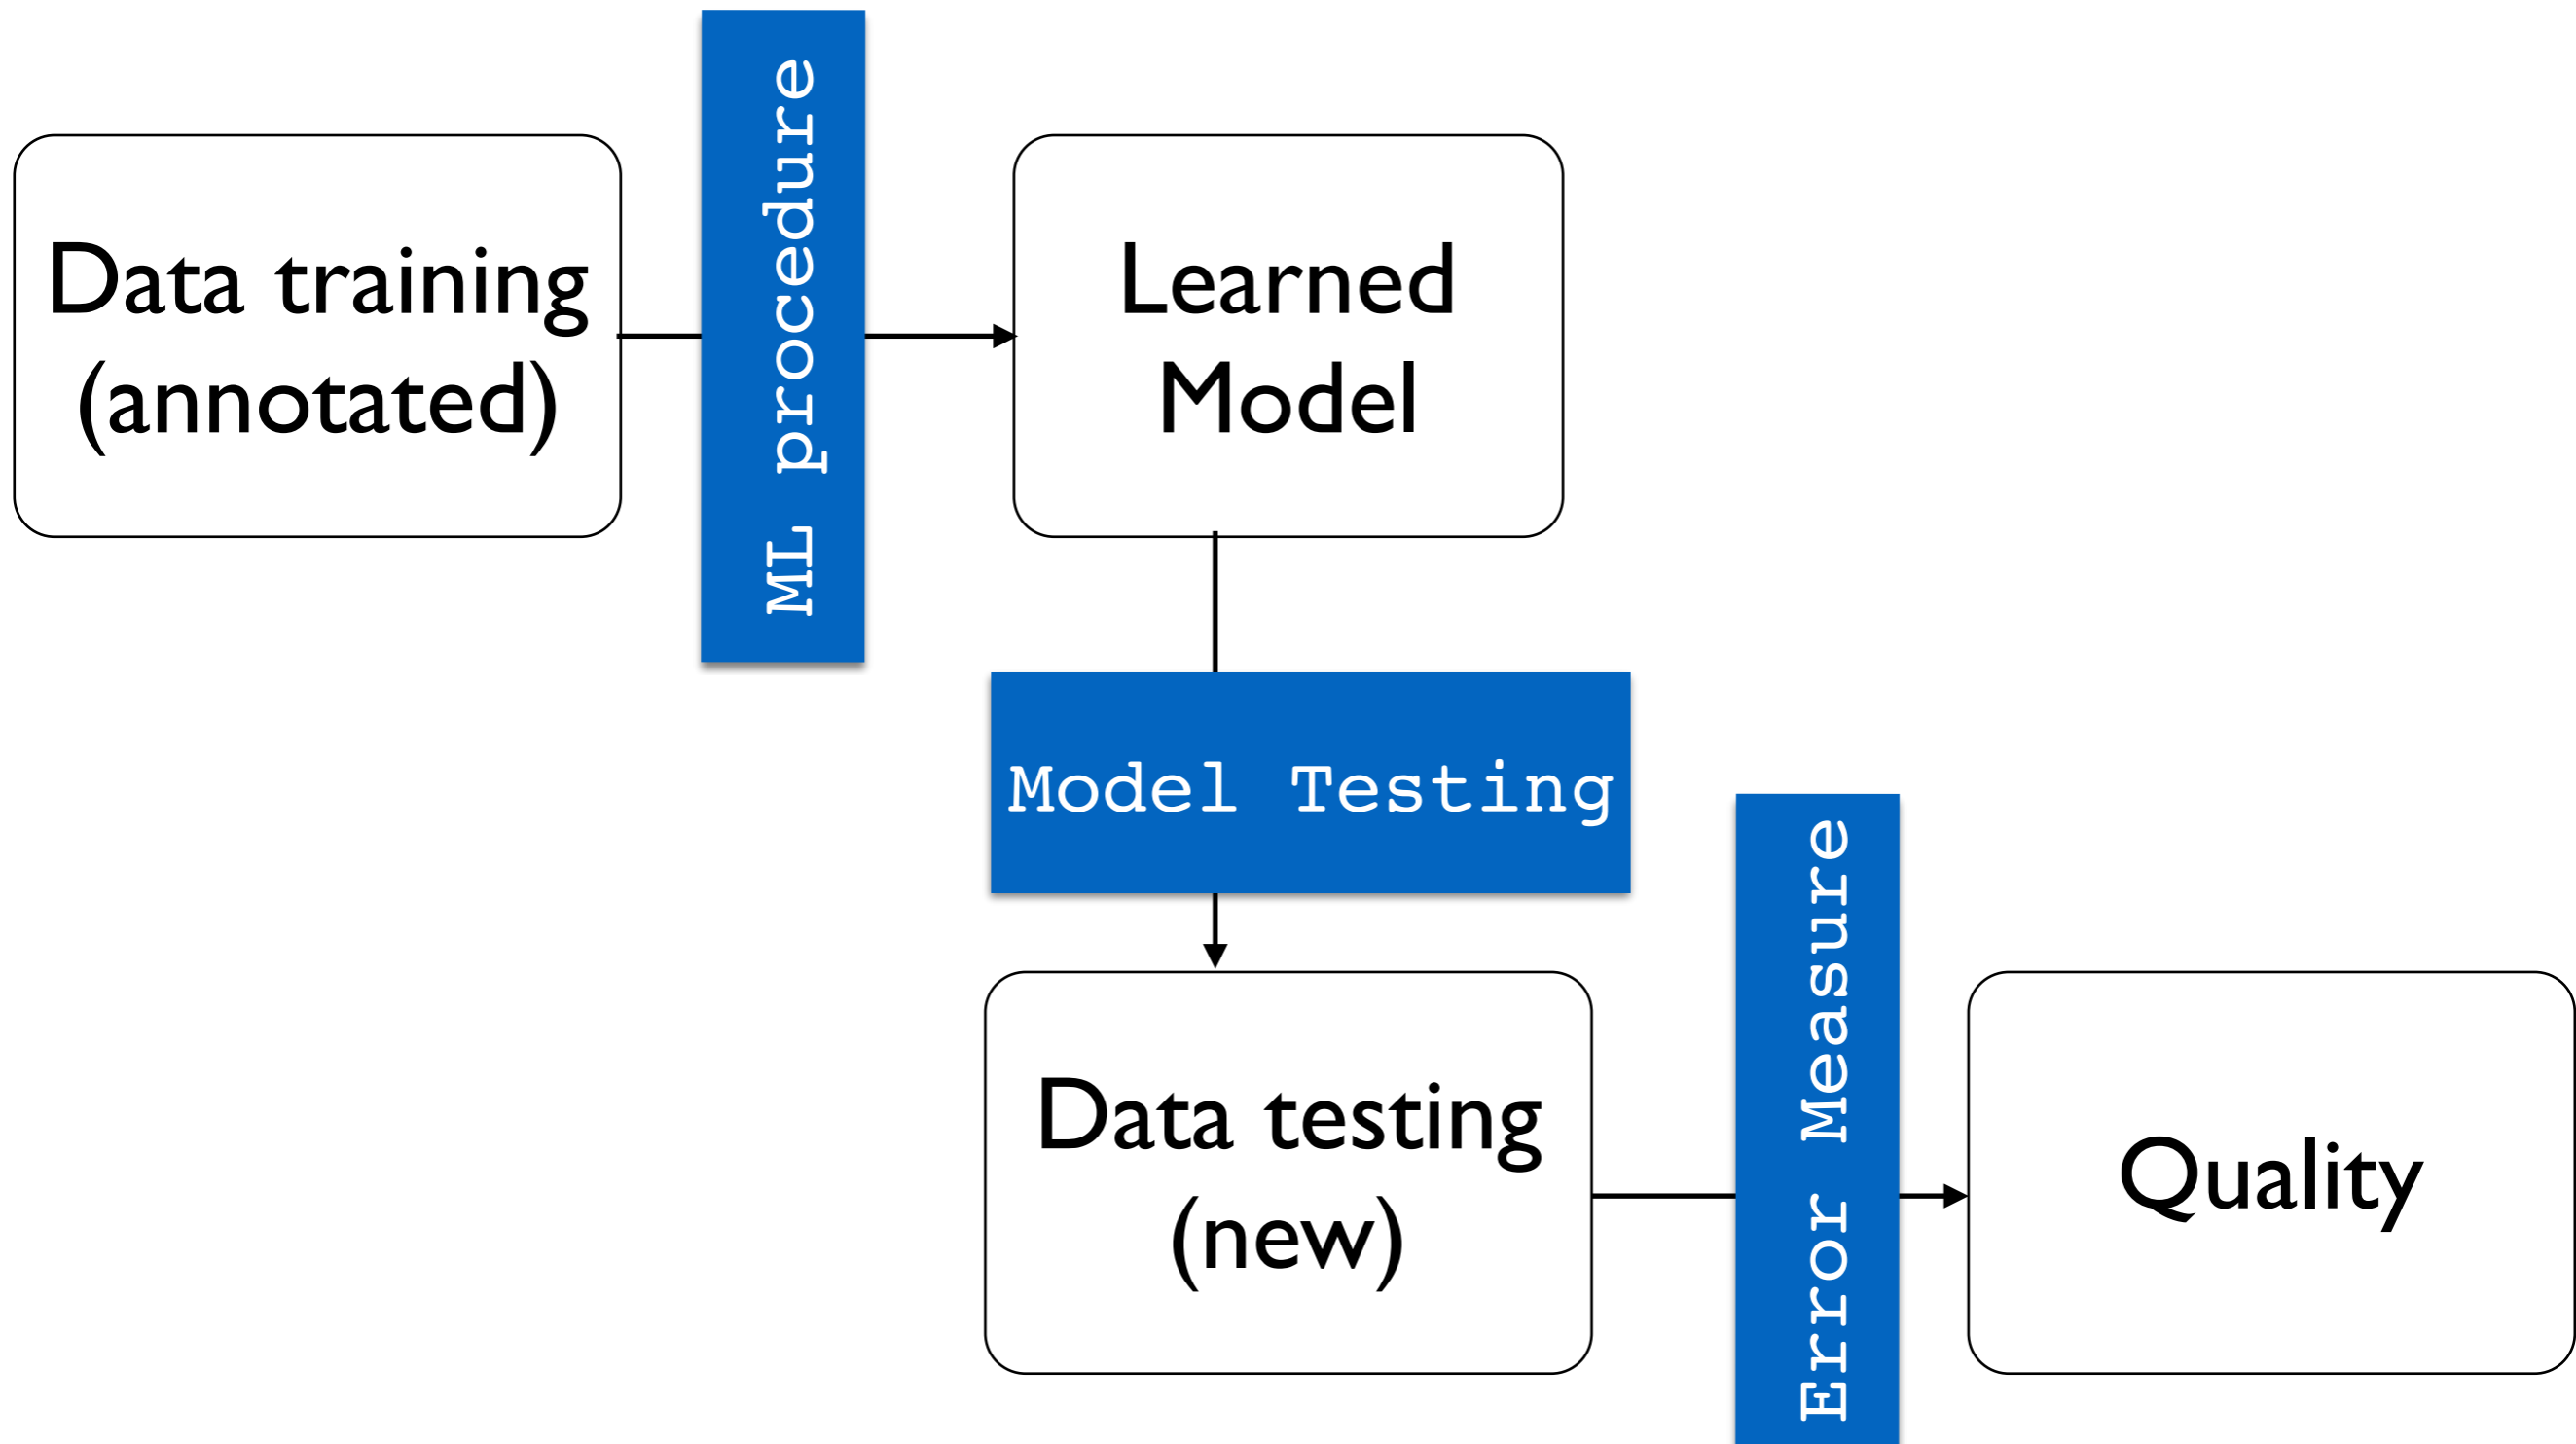 Data training
(annotated)
ML procedure
Learned
Model
Model Testing
Data testing
(new)
Error Measure
Quality